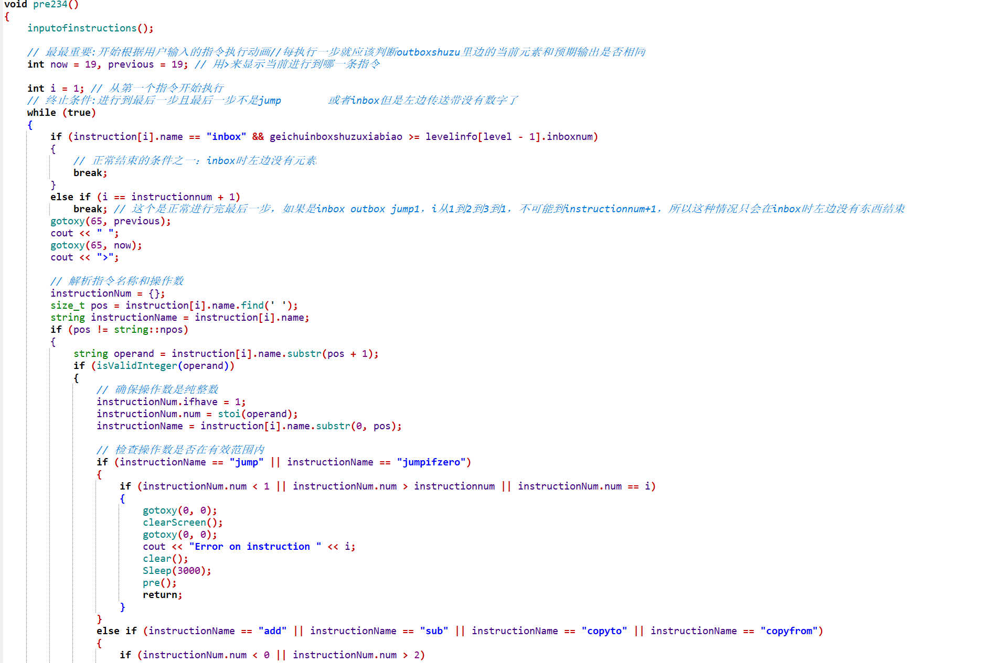 void pre234()
{
inputofinstructions();
// 最最重要:开始根据用户输入的指令执行动画//每执行一步就应该判断outboxshuzu里边的当前元素和预期输出是否相同
int now = 19, previous = 19; // 用>来显示当前进行到哪一条指令
int i = 1; // 从第一个指令开始执行
// 终止条件:进行到最后一步且最后一步不是jump 或者inbox但是左边传送带没有数字了
while (true)
{
if (instruction[i].name == "inbox" && geichuinboxshuzuxiabiao >= levelinfo[level - 1].inboxnum)
{
// 正常结束的条件之一：inbox时左边没有元素
break;
}
else if (i == instructionnum + 1)
break; // 这个是正常进行完最后一步，如果是inbox outbox jump1，i从1到2到3到1，不可能到instructionnum+1，所以这种情况只会在inbox时左边没有东西结束
gotoxy(65, previous);
cout << " ";
gotoxy(65, now);
cout << ">";
// 解析指令名称和操作数
instructionNum = {};
size_t pos = instruction[i].name.find(' ');
string instructionName = instruction[i].name;
if (pos != string::npos)
{
string operand = instruction[i].name.substr(pos + 1);
if (isValidInteger(operand))
{
// 确保操作数是纯整数
instructionNum.ifhave = 1;
instructionNum.num = stoi(operand);
instructionName = instruction[i].name.substr(0, pos);
// 检查操作数是否在有效范围内
if (instructionName == "jump" || instructionName == "jumpifzero")
{
if (instructionNum.num < 1 || instructionNum.num > instructionnum || instructionNum.num == i)
{
gotoxy(0, 0);
clearScreen();
gotoxy(0, 0);
cout << "Error on instruction " << i;
clear();
Sleep(3000);
pre();
return;
}
}
else if (instructionName == "add" || instructionName == "sub" || instructionName == "copyto" || instructionName == "copyfrom")
{
if (instructionNum.num < 0 || instructionNum.num > 2)